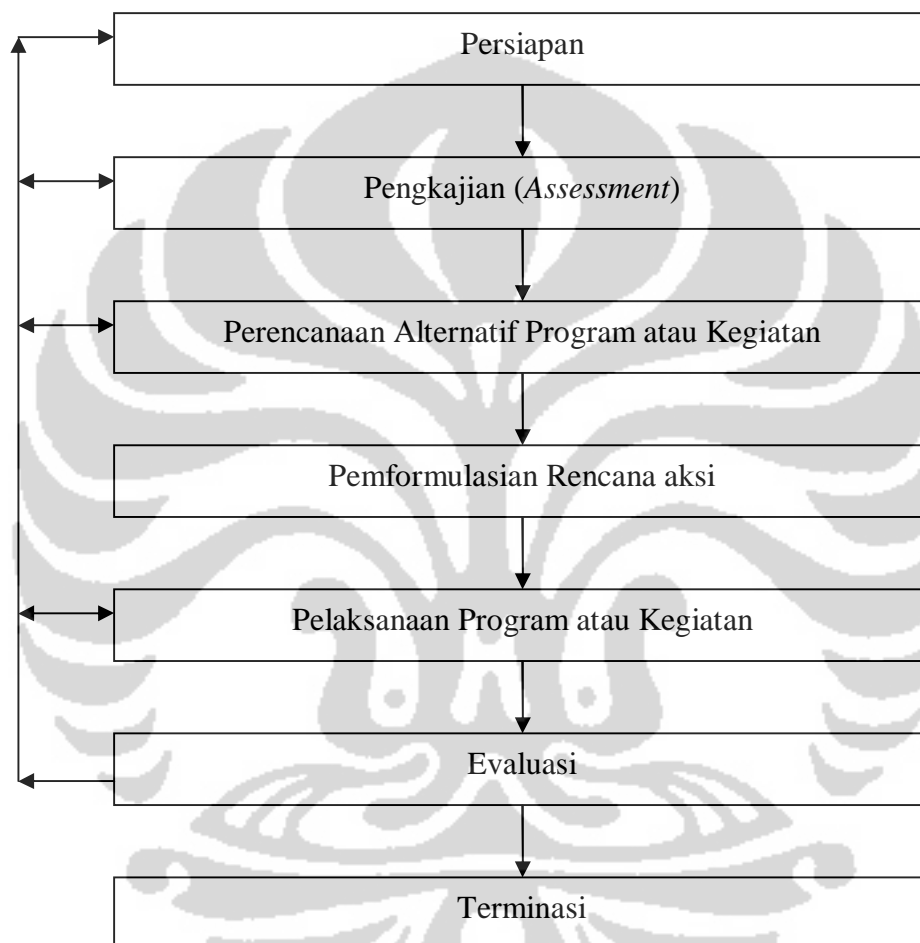 Persiapan
Pengkajian (Assessment)
Perencanaan Alternatif Program atau Kegiatan
Pemformulasian Rencana aksi
Pelaksanaan Program atau Kegiatan
Evaluasi
Terminasi